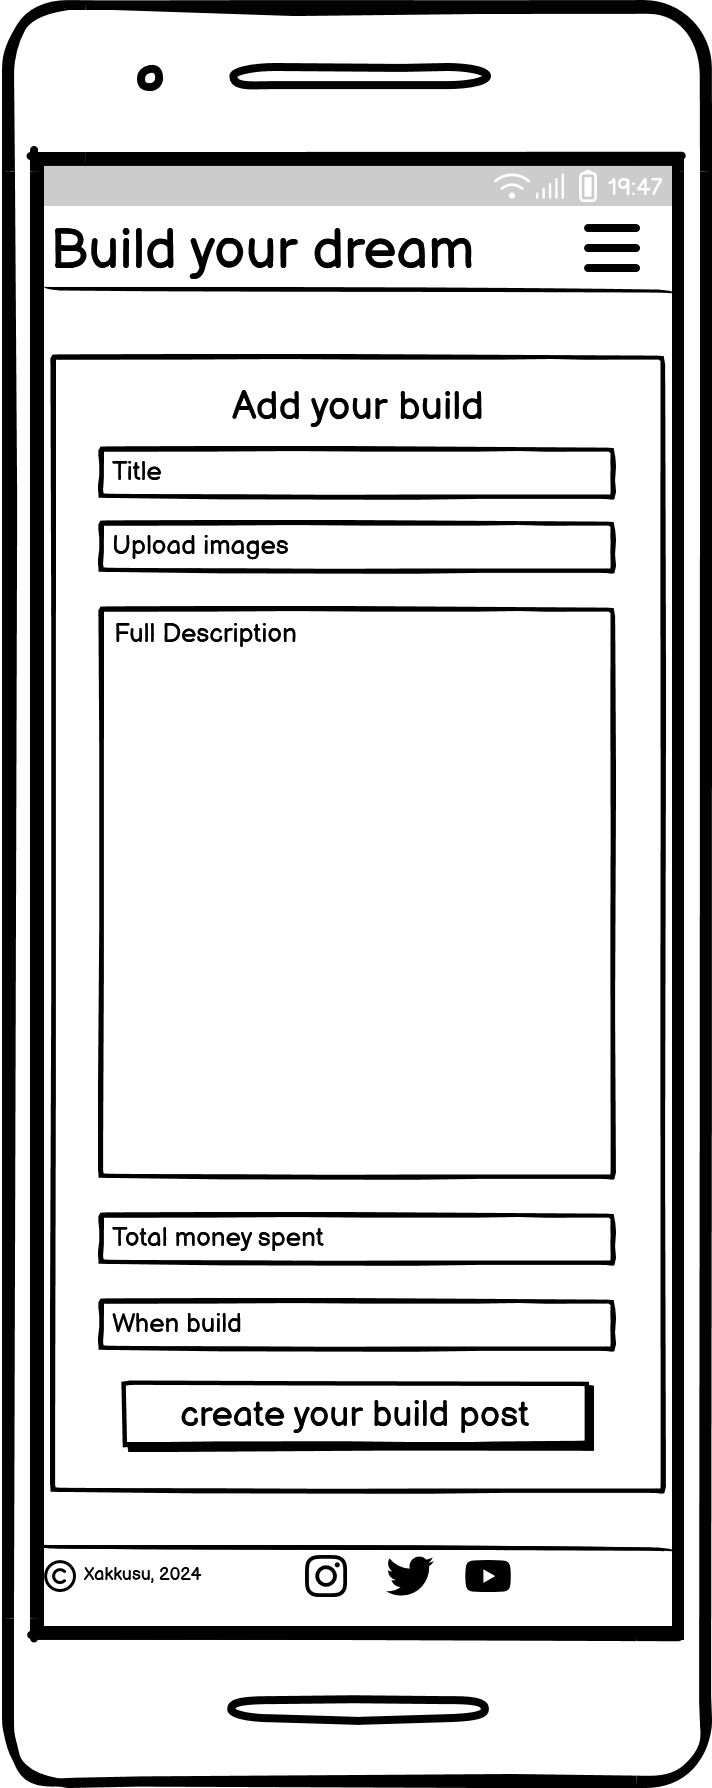 19:47
Build your dream
Add your build
Title
Upload images
Full Description
Total money spent
When build
create your build post
© Xakkusu, 2024